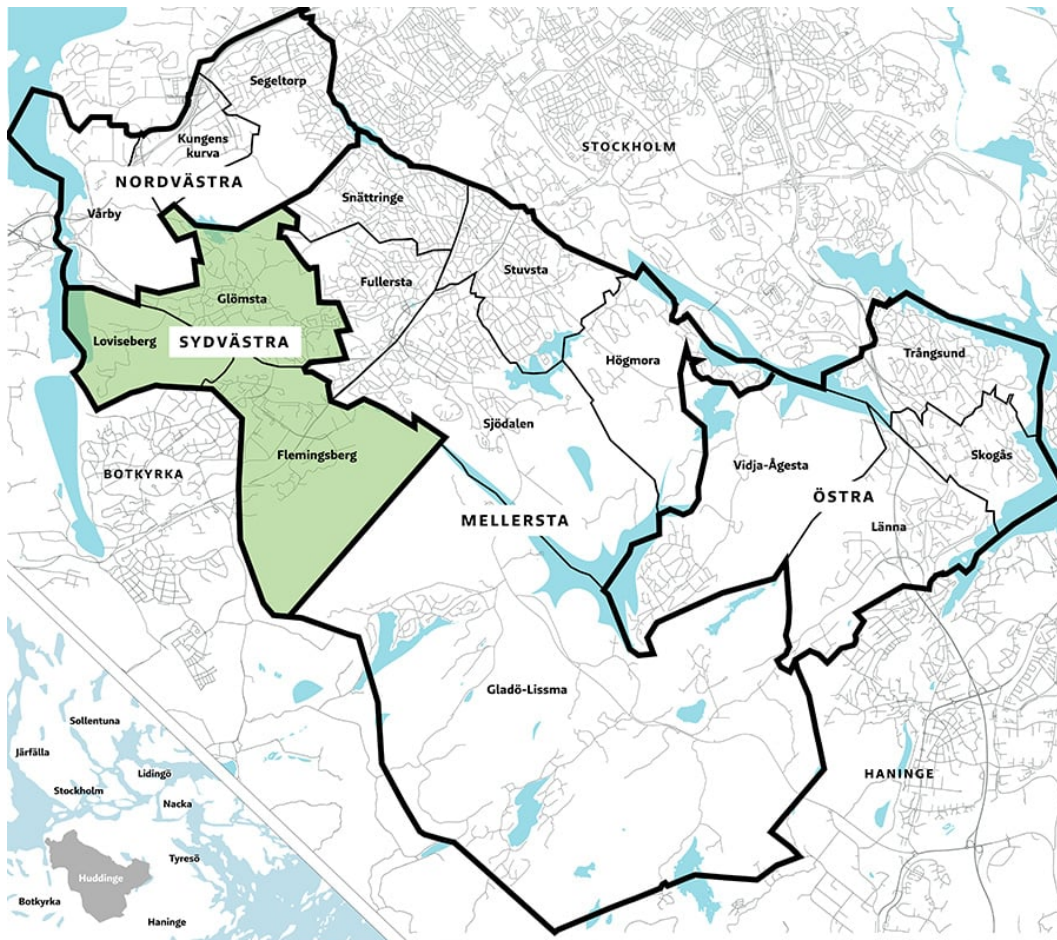 Segeltorp
Kungens
kurva
STOCKHOLM
NORDVÄSTRA
Snättringe
Vårby
Stuvsta
Fullersta
Glömsta
Loviseberg
SYDVÄSTRA
Högmora
Trångsund
Sjödalen
Flemingsberg
BOTKYRKA
Vidja-Ågesta
Skogås
ÖSTRA
MELLERSTA
Länna
Gladö-Lissma
HANINGE
Sollentuna
Järfälla
Lidingö
Stockholm
Nacka
Tyresö
Huddinge
Botkyrka
Haninge